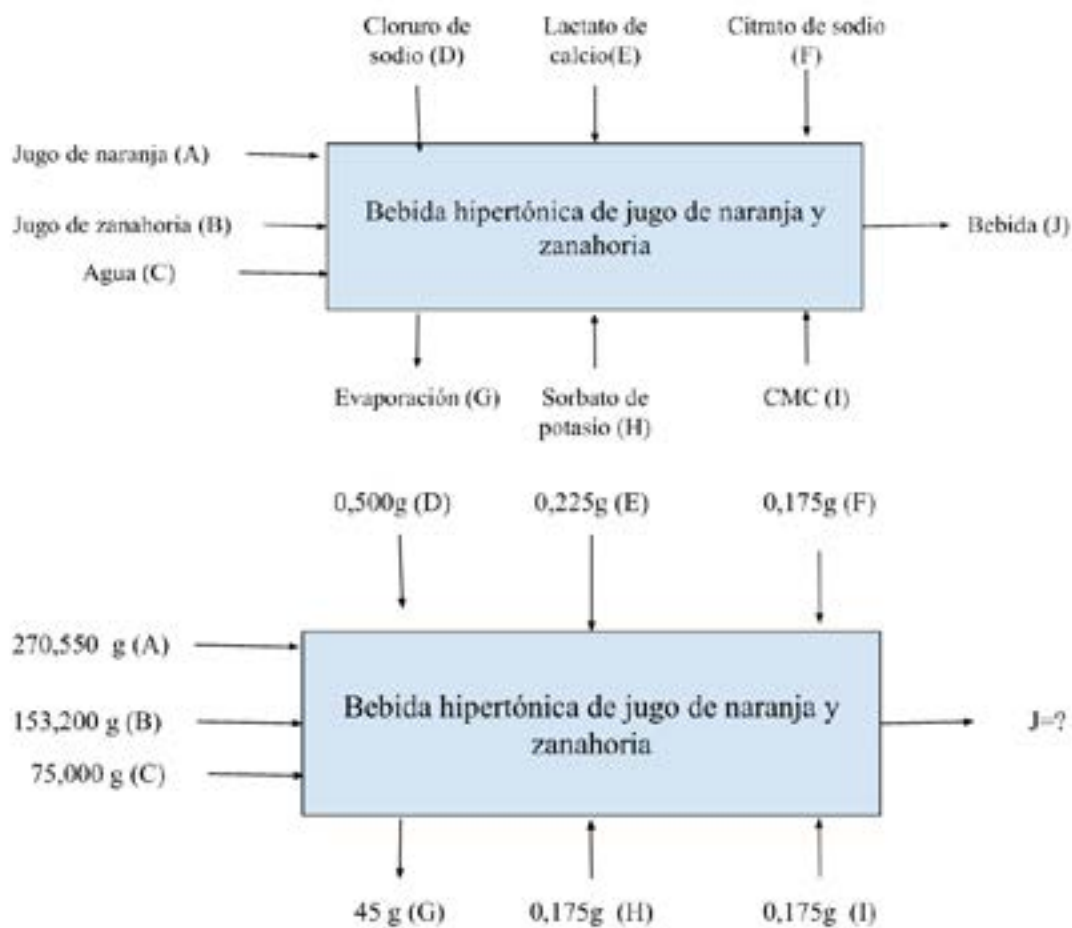 Cloruro de
sodio (D)
Lactato de
calcio(E)
Citrato de sodio
(F)
Jugo de naranja (A)
Jugo de zanahoria (B)
Agua (C)
Bebida hipertónica de jugo de naranja y
zanahoria
Bebida (J)
Evaporación (G)
Sorbato de
potasio (H)
CMC (I)
0,500g (D)
0,225g (E)
0,175g (F)
270,550 g (A)
153,200 g (B)
75,000 g (C)
Bebida hipertónica de jugo de naranja y
zanahoria
J=?
45 g (G)
0,175g (H)
0,175g (I)